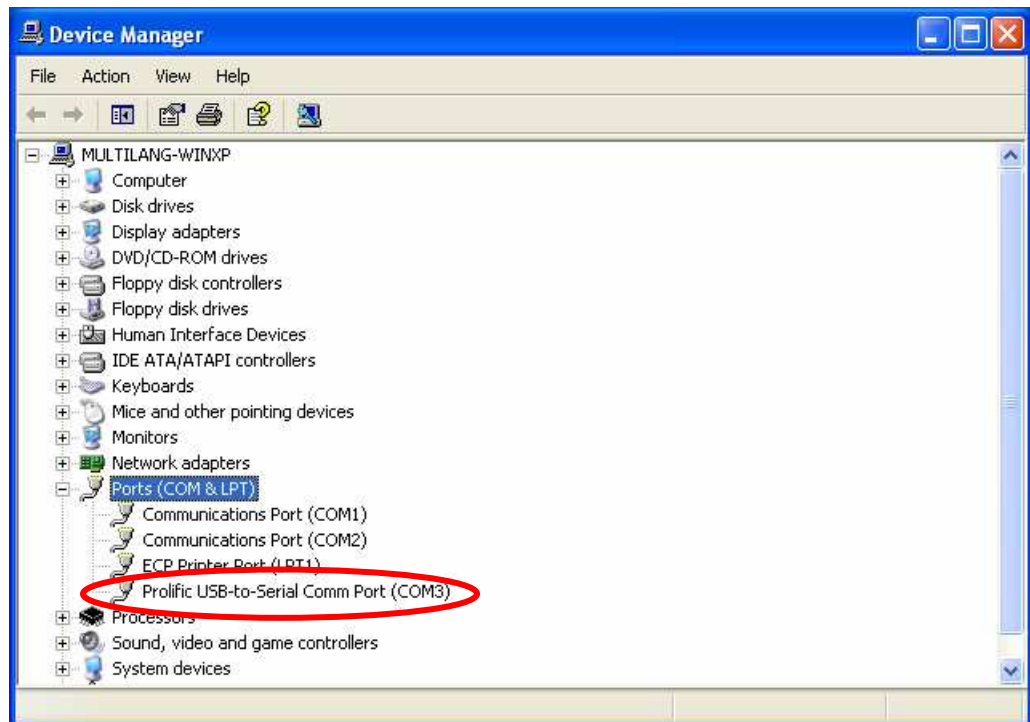 Device Manager
File Action View Help
MULTILANG-WINXP
Computer
Disk drives
Display adapters
DVD/CD-ROM drives
Floppy disk controllers
Floppy disk drives
Human Interface Devices
IDE ATA/ATAPI controllers
Keyboards
Mice and other pointing devices
Monitors
Network adapters
Ports (COM & LPT)
Communications Port (COM1)
Communications Port (COM2)
ECP Printer Port (LPT1)
Prolific USB-to-Serial Comm Port (COM3)
Processors
Sound, video and game controllers
System devices